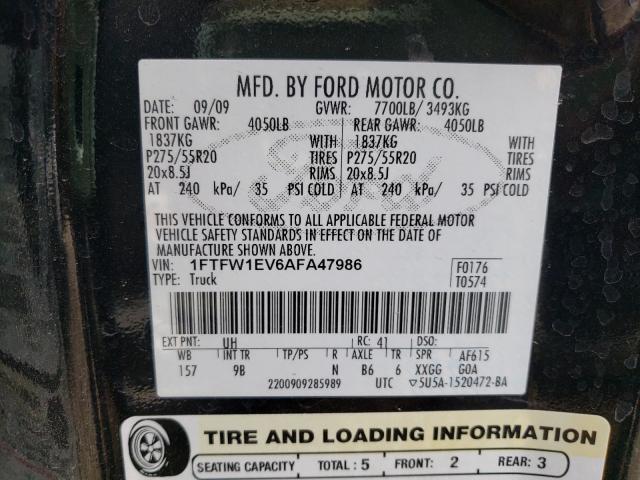 MFD. BY FORD MOTOR CO.
DATE: 09/09 GVWR: 7700LB/ 3493KG
FRONT GAWR: 4050LB REAR GAWR: 4050LB
1837KG WITH 1837KG WITH
P275/55R20 TIRES P275/55R20 TIRES
20x8.5J RIMS 20x8.5J RIMS
AT 240 kPa/ 35 PSI COLD AT 240 kPa/ 35 PSI COLD
Ford
THIS VEHICLE CONFORMS TO ALL APPLICABLE FEDERAL MOTOR
VEHICLE SAFETY STANDARDS IN EFFECT ON THE DATE OF
MANUFACTURE SHOWN ABOVE.
VIN: 1FTFW1EV6AFA47986 F0176
TYPE: Truck T0574
EXT PNT: UH RC: 41 DSO:
WB INT TR TP/PS R AXLE TR SPR AF615
157 9B N B6 6 XXGG G0A
2200909285989 UTC ▽5U5A-1520472-BA
TIRE AND LOADING INFORMATION
SEATING CAPACITY TOTAL : 5 FRONT: 2 REAR: 3